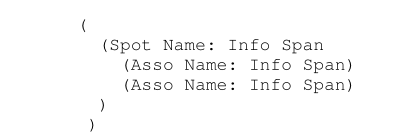 (
(Spot Name: Info Span
(Asso Name: Info Span)
(Asso Name: Info Span)
)
)